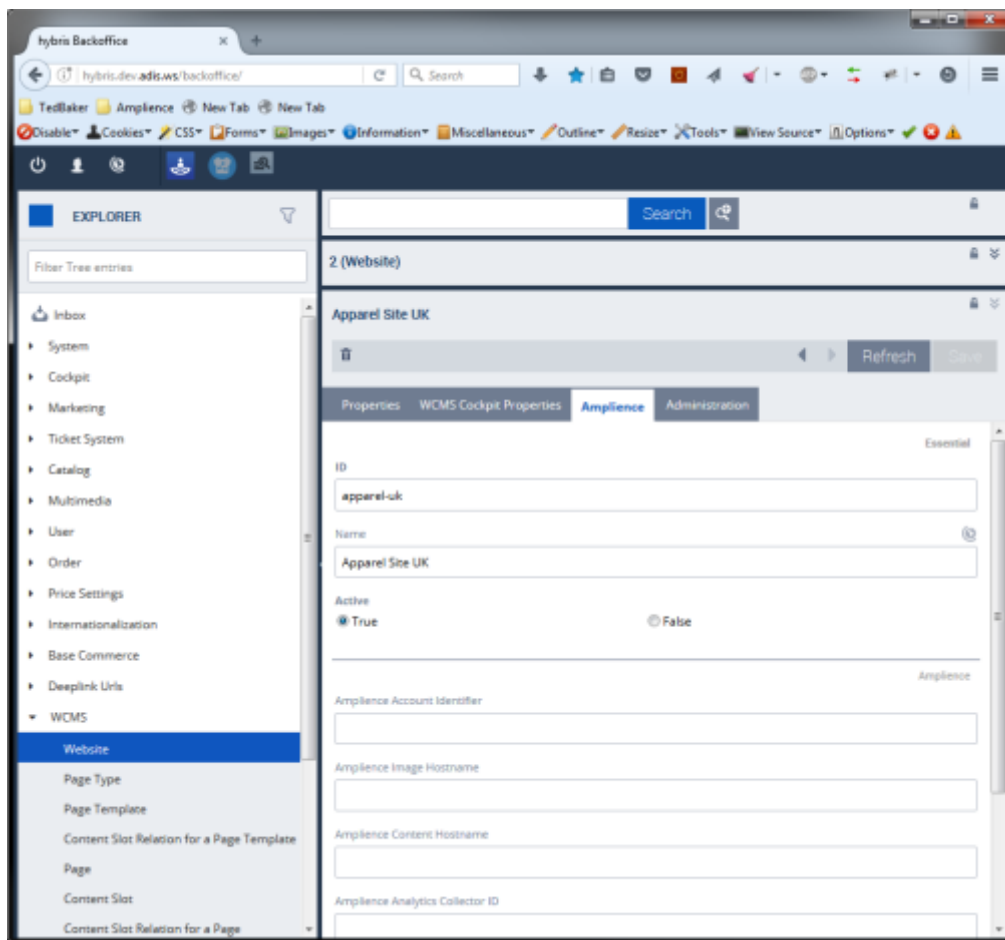 hybris Backoffice
hybris.dev.adis.ws/backoffice/
Search
TedBaker Amplience New Tab New Tab
Disable Cookies CSS Forms Images Information Miscellaneous Outline Resize Tools View Source Options
EXPLORER
Filter Tree entries
Inbox
System
Cockpit
Marketing
Ticket System
Catalog
Multimedia
User
Order
Price Settings
Internationalization
Base Commerce
Deeplink Urls
WCMS
Website
Page Type
Page Template
Content Slot Relation for a Page Template
Page
Content Slot
Content Slot Relation for a Page
Search
2 (Website)
Apparel Site UK
Refresh Save
Properties WCMS Cockpit Properties Amplience Administration
Essential
ID
apparel-uk
Name
Apparel Site UK
Active
True False
Amplience
Amplience Account Identifier
Amplience Image Hostname
Amplience Content Hostname
Amplience Analytics Collector ID